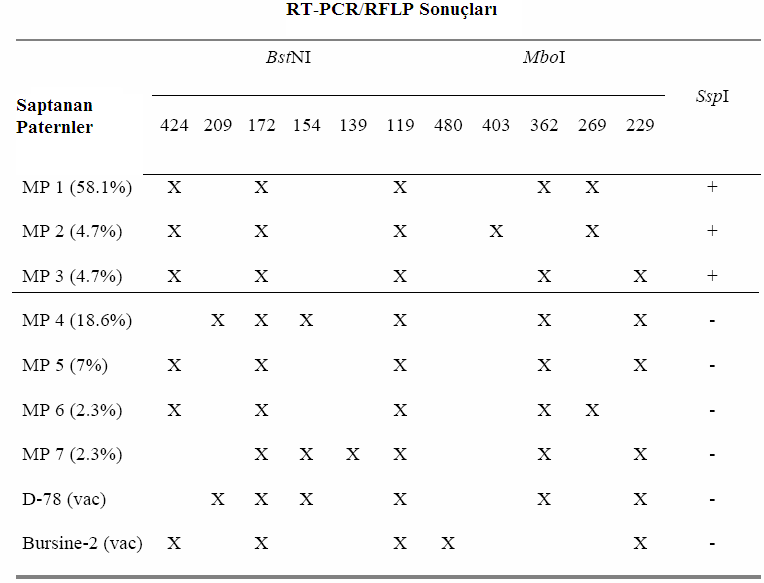 RT-PCR/RFLP Sonuçları
BstNI MboI
SspI
Saptanan
Paternler 424 209 172 154 139 119 480 403 362 269 229
MP 1 (58.1%) X X X X X +
MP 2 (4.7%) X X X X X +
MP 3 (4.7%) X X X X X +
MP 4 (18.6%) X X X X X X -
MP 5 (7%) X X X X X -
MP 6 (2.3%) X X X X X -
MP 7 (2.3%) X X X X X X -
D-78 (vac) X X X X X X -
Bursine-2 (vac) X X X X X -